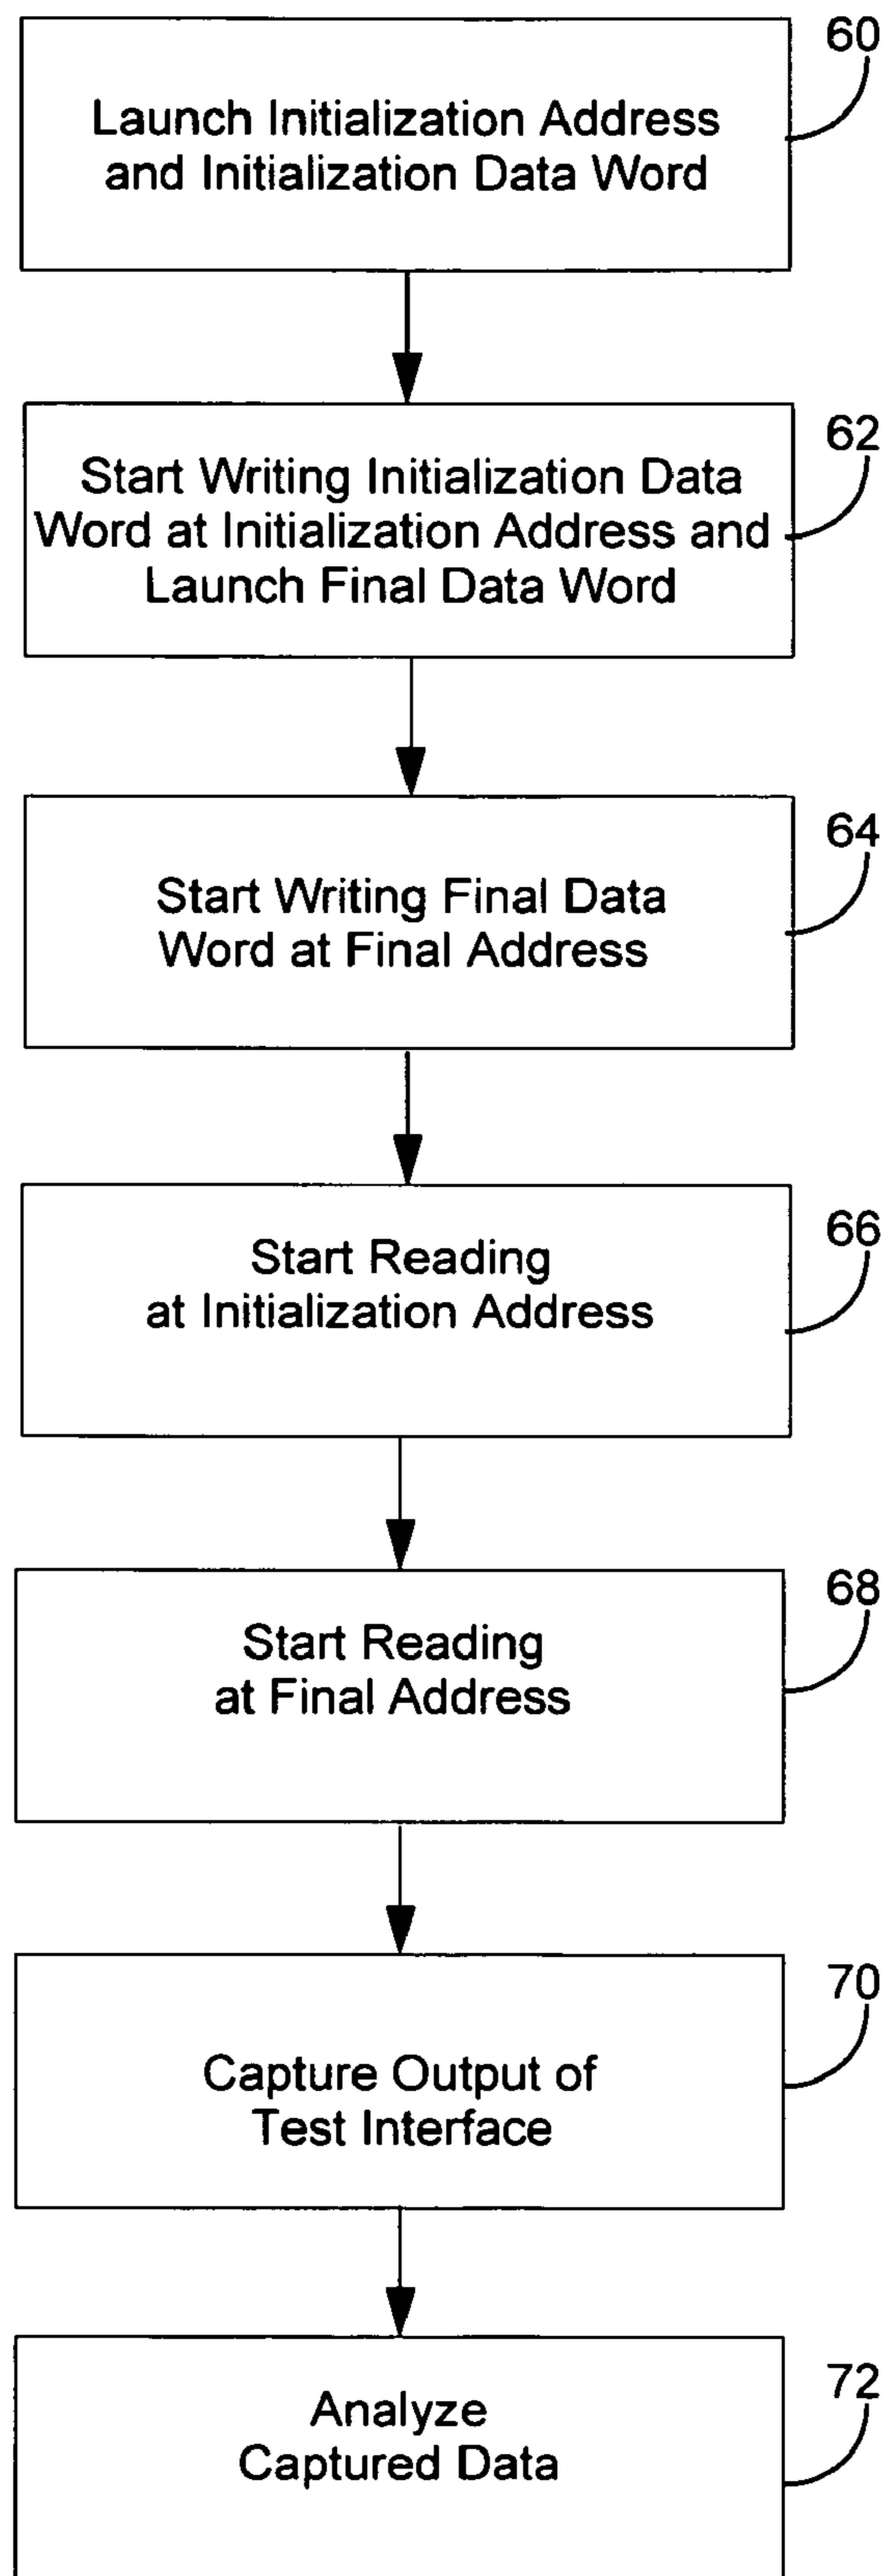 60
Launch Initialization Address
and Initialization Data Word
62
Start Writing Initialization Data
Word at Initialization Address and
Launch Final Data Word
64
Start Writing Final Data
Word at Final Address
66
Start Reading
at Initialization Address
68
Start Reading
at Final Address
70
Capture Output of
Test Interface
72
Analyze
Captured Data